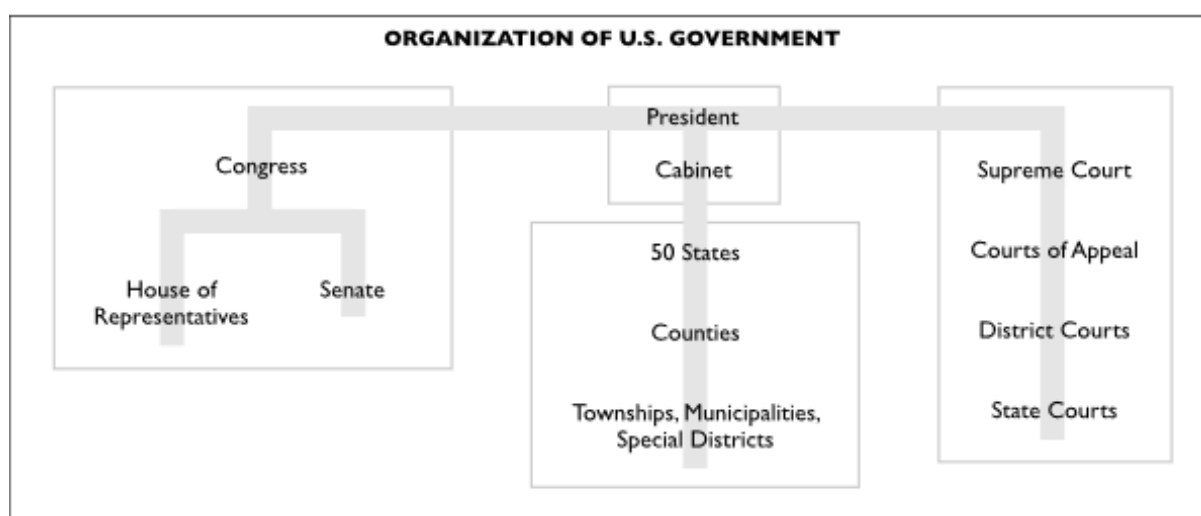 ORGANIZATION OF U.S. GOVERNMENT
Congress
House of
Representatives
Senate
President
Cabinet
50 States
Counties
Townships, Municipalities,
Special Districts
Supreme Court
Courts of Appeal
District Courts
State Courts